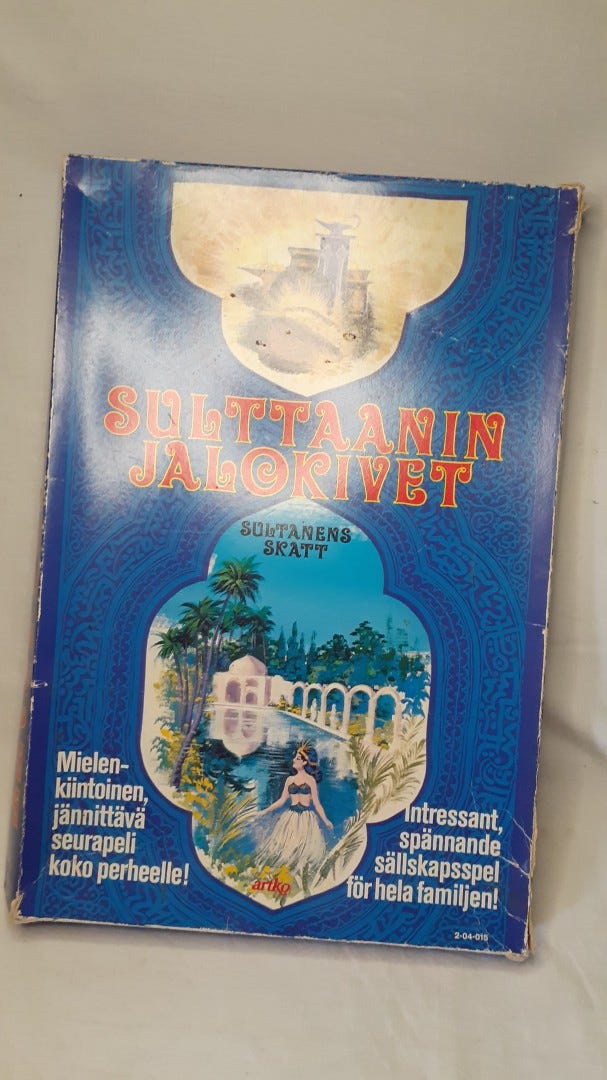 SULTTAANIN
JALOKIVET
SULTANENS
SKATT
Mielen-
kiintoinen,
jännittävä
seurapeli
koko perheelle!
Intressant,
spännande
sällskapsspel
för hela familjen!
artko
2-04-015